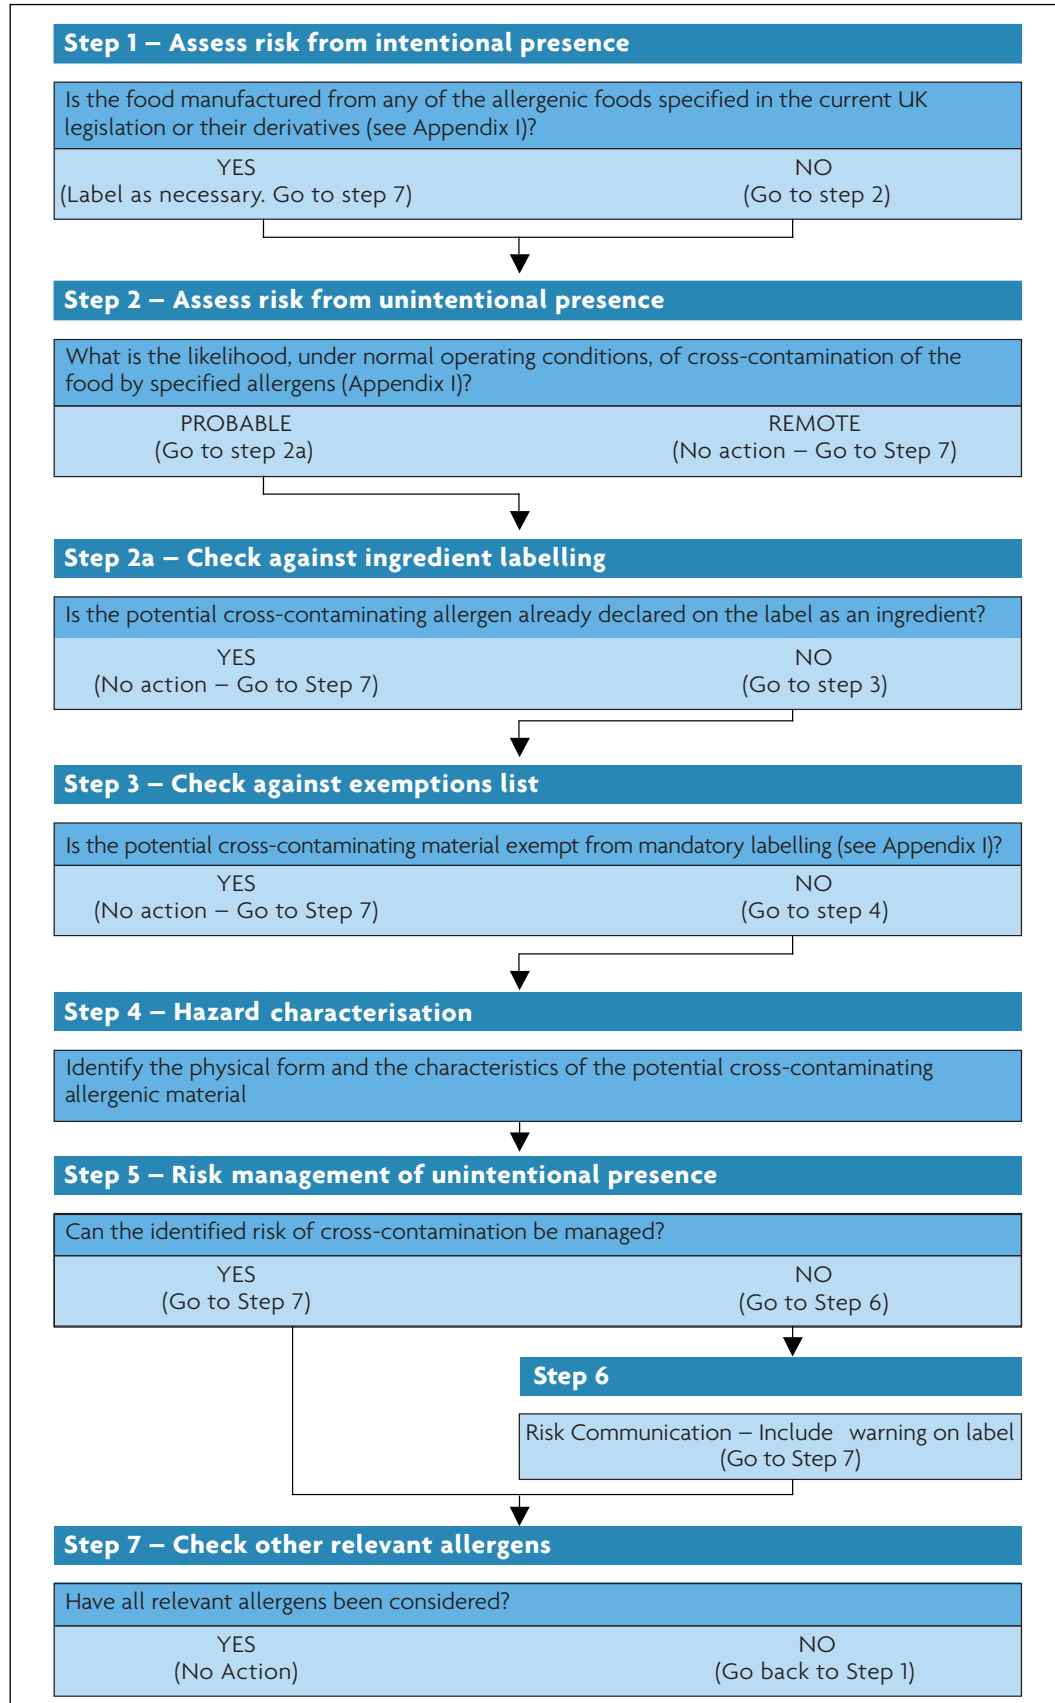 Step 1 – Assess risk from intentional presence
Is the food manufactured from any of the allergenic foods specified in the current UK
legislation or their derivatives (see Appendix I)?
YES
(Label as necessary. Go to step 7)
NO
(Go to step 2)
Step 2 – Assess risk from unintentional presence
What is the likelihood, under normal operating conditions, of cross-contamination of the
food by specified allergens (Appendix I)?
PROBABLE
(Go to step 2a)
REMOTE
(No action – Go to Step 7)
Step 2a – Check against ingredient labelling
Is the potential cross-contaminating allergen already declared on the label as an ingredient?
YES
(No action – Go to Step 7)
NO
(Go to step 3)
Step 3 – Check against exemptions list
Is the potential cross-contaminating material exempt from mandatory labelling (see Appendix I)?
YES
(No action – Go to Step 7)
NO
(Go to step 4)
Step 4 – Hazard characterisation
Identify the physical form and the characteristics of the potential cross-contaminating
allergenic material
Step 5 – Risk management of unintentional presence
Can the identified risk of cross-contamination be managed?
YES
(Go to Step 7)
NO
(Go to Step 6)
Step 6
Risk Communication – Include warning on label
(Go to Step 7)
Step 7 – Check other relevant allergens
Have all relevant allergens been considered?
YES
(No Action)
NO
(Go back to Step 1)